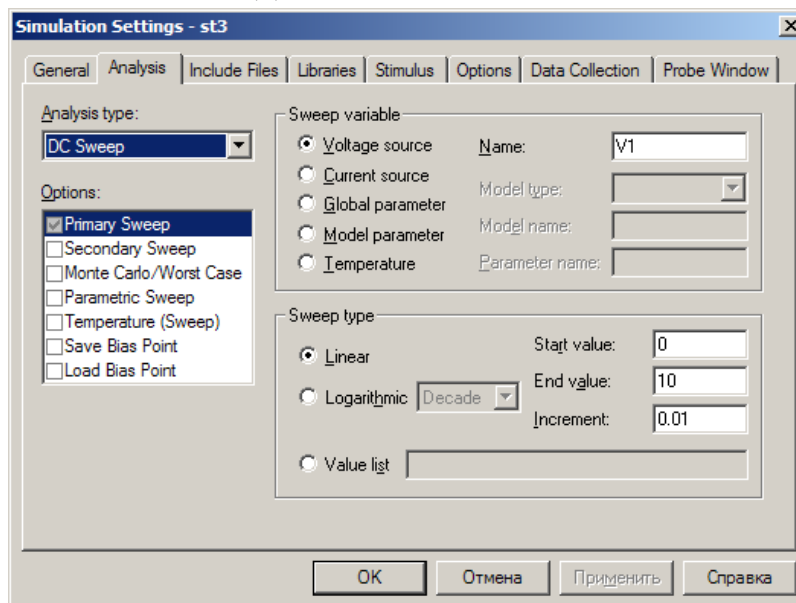 Simulation Settings - st3
General Analysis Include Files Libraries Stimulus Options Data Collection Probe Window
Analysis type:
DC Sweep
Options:
Primary Sweep
Secondary Sweep
Monte Carlo/Worst Case
Parametric Sweep
Temperature (Sweep)
Save Bias Point
Load Bias Point
Sweep variable
Voltage source
Current source
Global parameter
Model parameter
Temperature
Name: V1
Model type:
Model name:
Parameter name:
Sweep type
Linear
Logarithmic Decade
Value list
Start value: 0
End value: 10
Increment: 0.01
OK Отмена Применить Справка